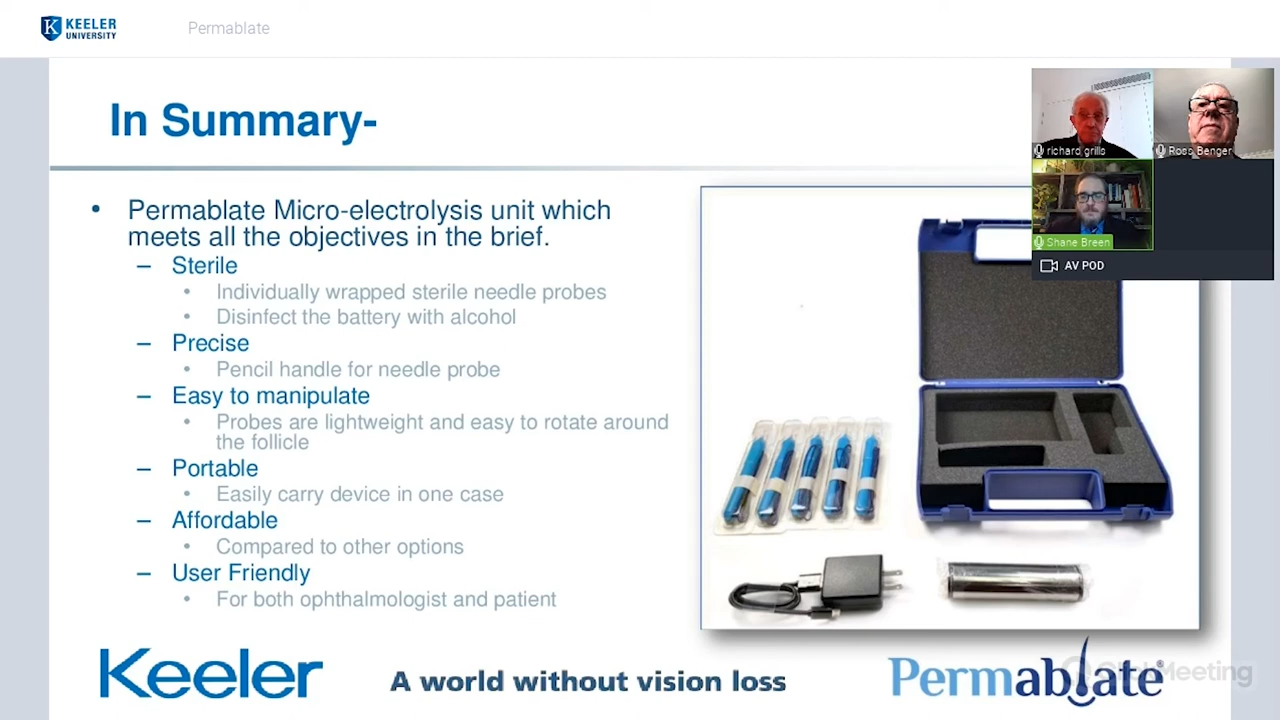 KEELER
UNIVERSITY
Permablate
In Summary-
richard grills
Ross Benger
Shane Breen
AV POD
• Permablate Micro-electrolysis unit which
meets all the objectives in the brief.
– Sterile
• Individually wrapped sterile needle probes
• Disinfect the battery with alcohol
– Precise
• Pencil handle for needle probe
– Easy to manipulate
• Probes are lightweight and easy to rotate around
the follicle
– Portable
• Easily carry device in one case
– Affordable
• Compared to other options
– User Friendly
• For both ophthalmologist and patient
Keeler
A world without vision loss
Permablate®
ClickMeeting